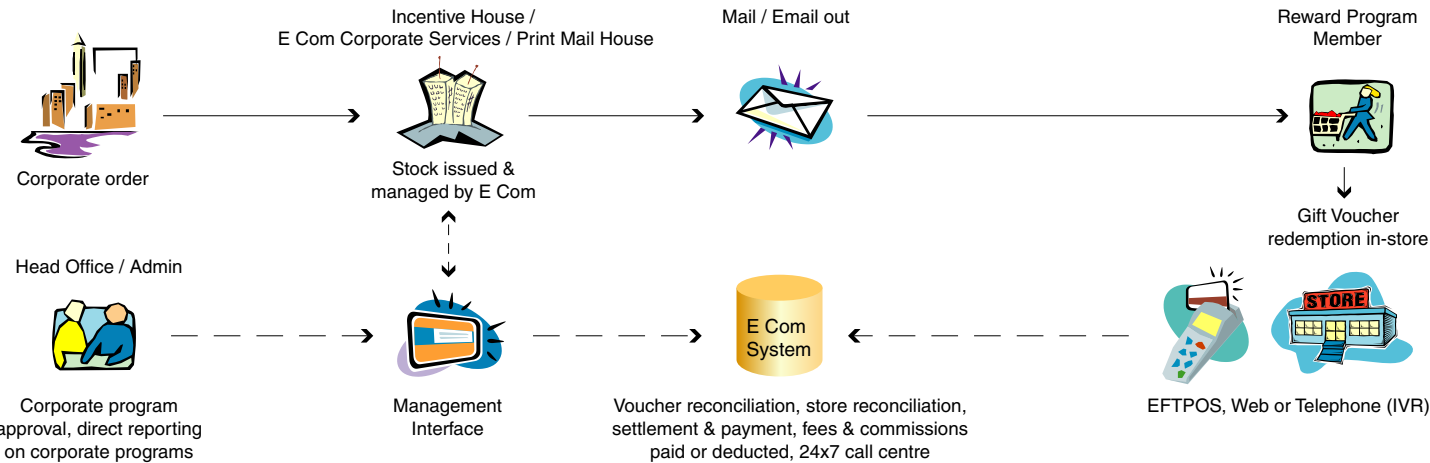 Incentive House /
E Com Corporate Services / Print Mail House
Mail / Email out
Reward Program
Member
Corporate order
Stock issued &
managed by E Com
Gift Voucher
redemption in-store
Head Office / Admin
STORE
E Com
System
Corporate program
approval, direct reporting
on corporate programs
Management
Interface
Voucher reconciliation, store reconciliation,
settlement & payment, fees & commissions
paid or deducted, 24x7 call centre
EFTPOS, Web or Telephone (IVR)